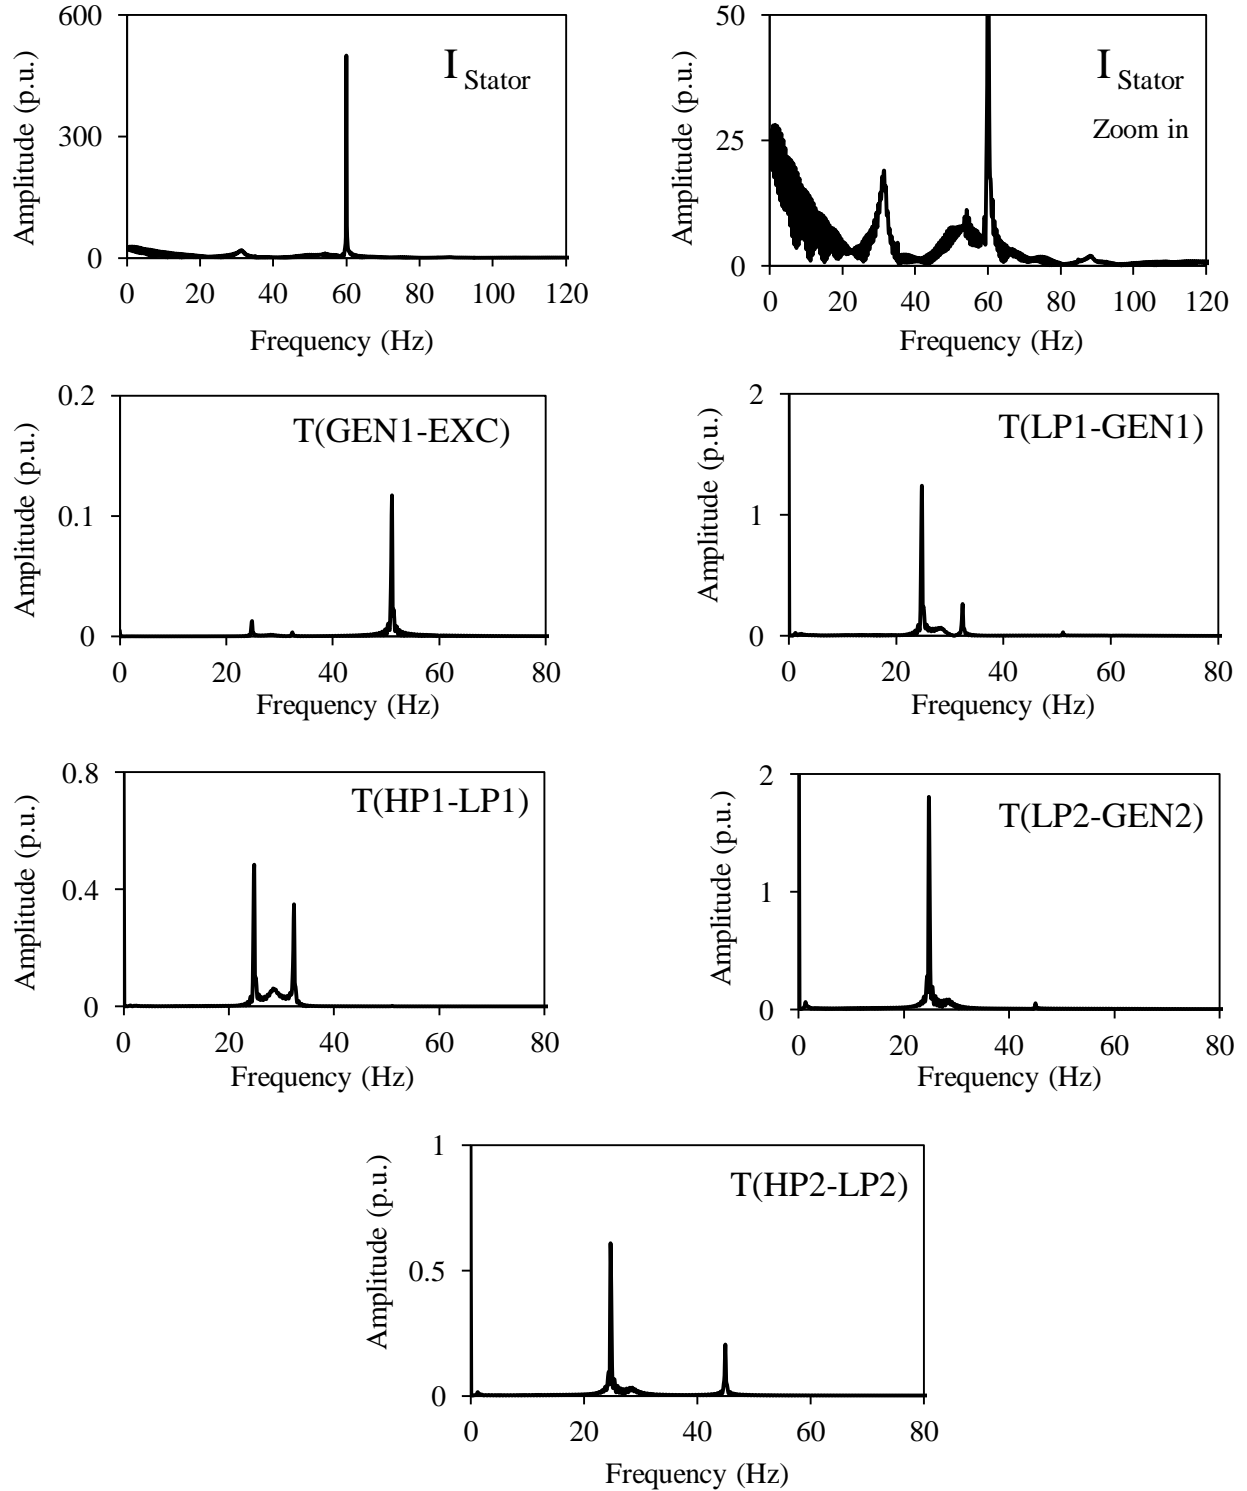 600
300
0
0 20 40 60 80 100 120
Amplitude (p.u.)
Frequency (Hz)
I Stator
50
25
0
0 20 40 60 80 100 120
Amplitude (p.u.)
Frequency (Hz)
I Stator
Zoom in
0.2
0.1
0
0 20 40 60 80
Amplitude (p.u.)
Frequency (Hz)
T(GEN1-EXC)
2
1
0
0 20 40 60 80
Amplitude (p.u.)
Frequency (Hz)
T(LP1-GEN1)
0.8
0.4
0
0 20 40 60 80
Amplitude (p.u.)
Frequency (Hz)
T(HP1-LP1)
2
1
0
0 20 40 60 80
Amplitude (p.u.)
Frequency (Hz)
T(LP2-GEN2)
1
0.5
0
0 20 40 60 80
Amplitude (p.u.)
Frequency (Hz)
T(HP2-LP2)